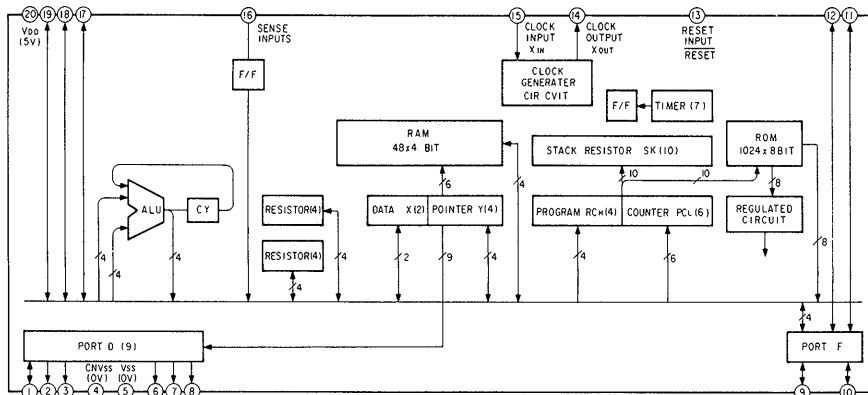 20 19 18 17 16 15 14 13 12 11
VDD
(5V)
SENSE
INPUTS
CLOCK
INPUT
XIN
CLOCK
OUTPUT
XOUT
RESET
INPUT
RESET
F/F
CLOCK
GENERATER
CIR CVIT
F/F
TIMER (7)
RAM
48x4 BIT
STACK RESISTOR SK(10)
ROM
1024x8BIT
ALU
CY
6
4
10
10
8
RESISTOR(4)
DATA X(2) POINTER Y(4)
PROGRAM RCH(4) COUNTER PCL(6)
REGULATED
CIRCUIT
RESISTOR(4)
4
4
4
4
4
2
9
4
4
6
8
4
PORT D (9)
PORT F
CNVSS
(0V)
VSS
(0V)
1 2 3 4 5 6 7 8 9 10